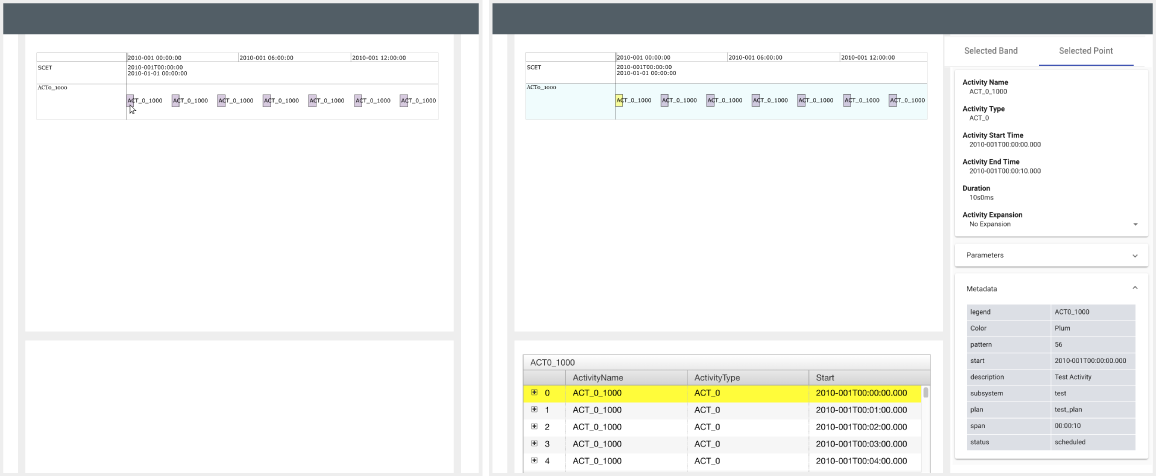 2010-001 00:00:00 2010-001 06:00:00 2010-001 12:00:00
SCET 2010-001T00:00:00
2010-01-01 00:00:00
ACT0_1000
ACT_0_1000 ACT_0_1000 ACT_0_1000 ACT_0_1000 ACT_0_1000 ACT_0_1000 ACT_0_1000
2010-001 00:00:00 2010-001 06:00:00 2010-001 12:00:00
SCET 2010-001T00:00:00
2010-01-01 00:00:00
ACT0_1000
ACT_0_1000 ACT_0_1000 ACT_0_1000 ACT_0_1000 ACT_0_1000 ACT_0_1000 ACT_0_1000
ACT0_1000
ActivityName ActivityType Start
0 ACT_0_1000 ACT_0 2010-001T00:00:00.000
1 ACT_0_1000 ACT_0 2010-001T00:01:00.000
2 ACT_0_1000 ACT_0 2010-001T00:02:00.000
3 ACT_0_1000 ACT_0 2010-001T00:03:00.000
4 ACT_0_1000 ACT_0 2010-001T00:04:00.000
Selected Band Selected Point
Activity Name
ACT_0_1000
Activity Type
ACT_0
Activity Start Time
2010-001T00:00:00.000
Activity End Time
2010-001T00:00:10.000
Duration
10s0ms
Activity Expansion
No Expansion
Parameters
Metadata
legend ACT0_1000
Color Plum
pattern 56
start 2010-001T00:00:00.000
description Test Activity
subsystem test
plan test_plan
span 00:00:10
status scheduled